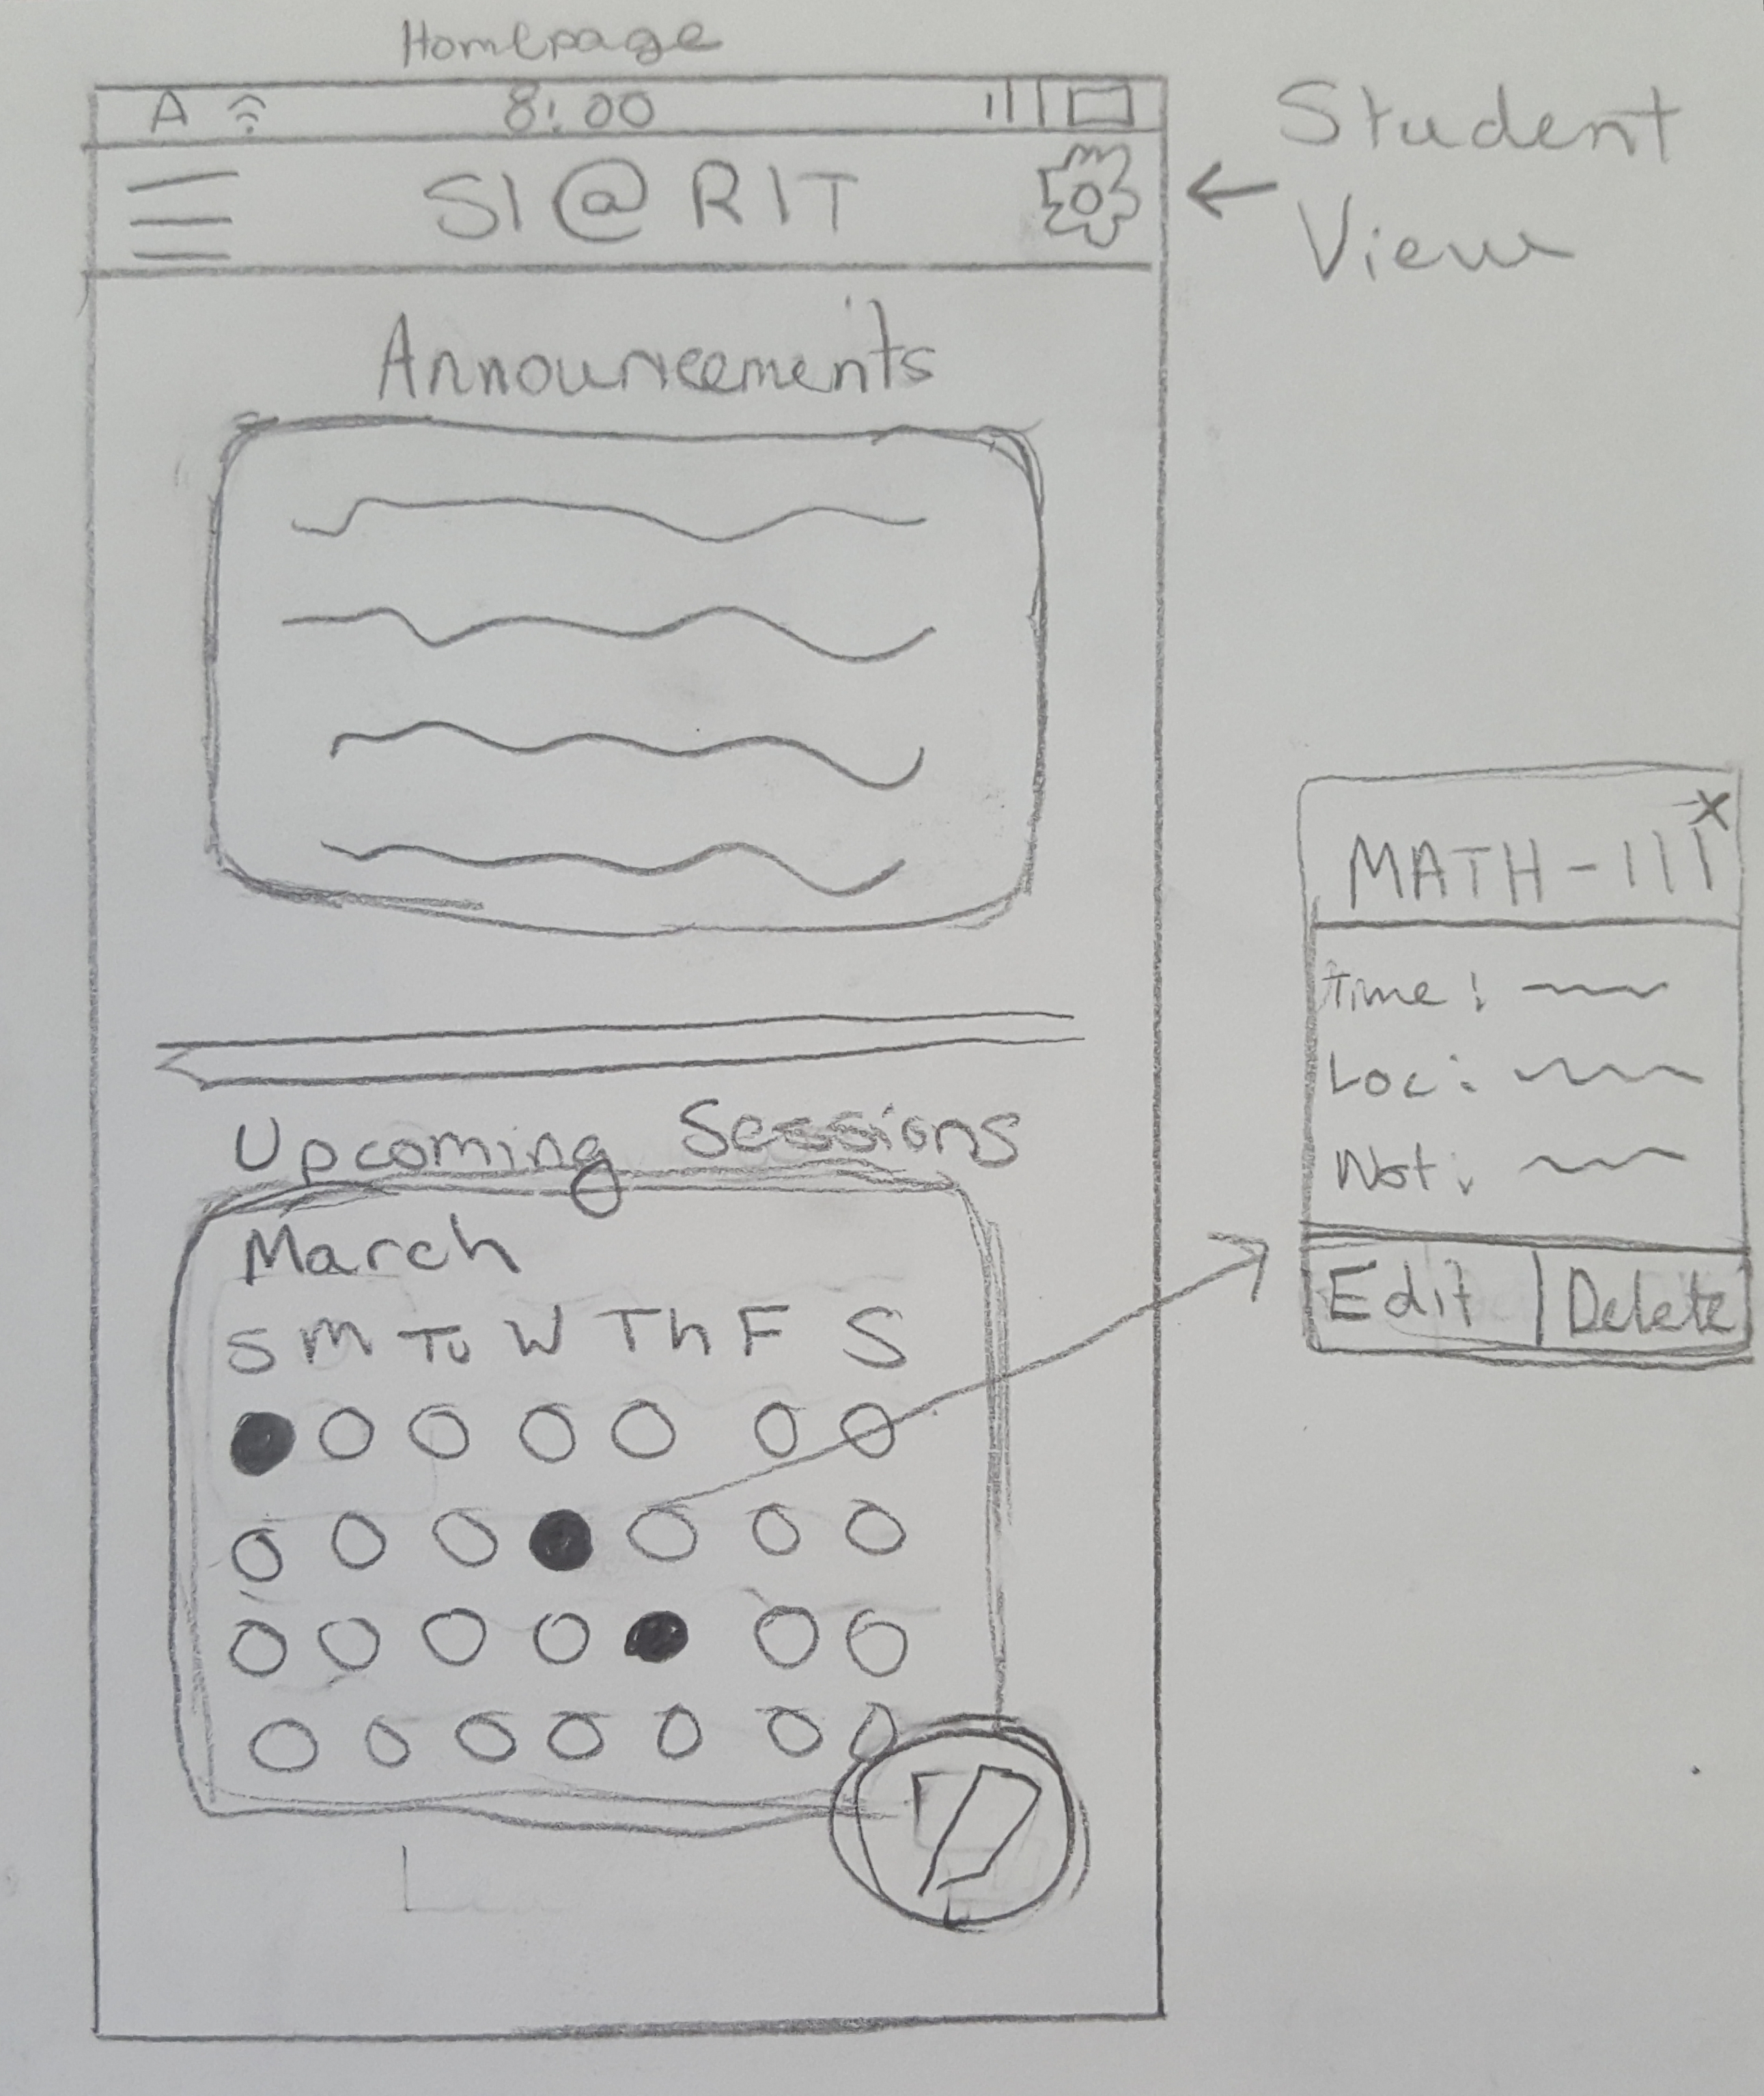 Homepage
A 8:00
SI @ RIT
Student
View
Announcements
MATH-111
X
Time:
Loc:
Not:
Edit | Delete
Upcoming Sessions
March
S M Tu W Th F S